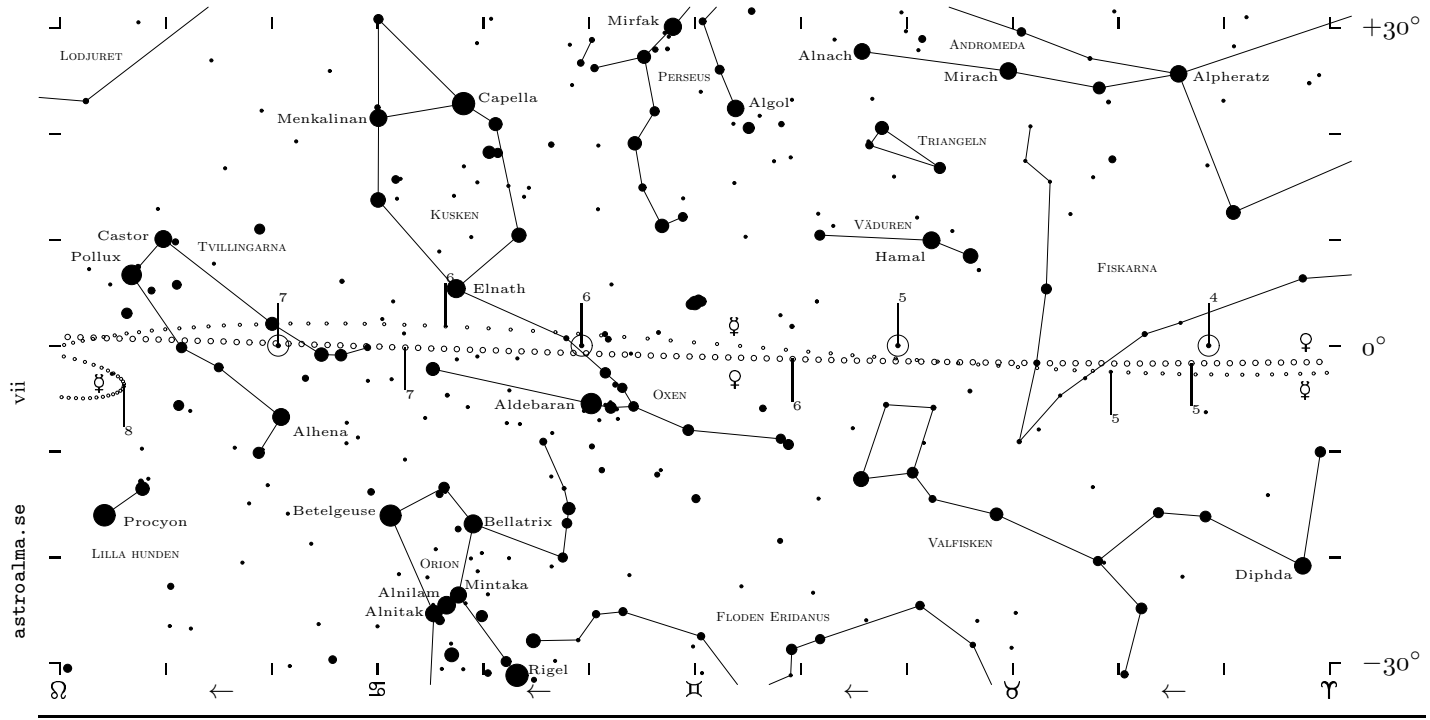 Mirfak
+30°
Lodjuret
Andromeda
Alnach
Mirach
Alpheratz
Perseus
Capella
Algol
Menkalinan
Triangeln
Kusken
Väduren
Castor
Tvillingarna
Pollux
Hamal
Fiskarna
6
Elnath
7
6
5
4
☿
♀
0°
vii
☿
♀
☿
7
Oxen
6
5
5
Aldebaran
8
Alhena
Betelgeuse
Bellatrix
Procyon
astroalma.se
Lilla hunden
Orion
Valfisken
Diphda
Mintaka
Alnilam
Alnitak
Floden Eridanus
Rigel
−30°
♌ ← ♋ ← ♊ ← ♉ ← ♈